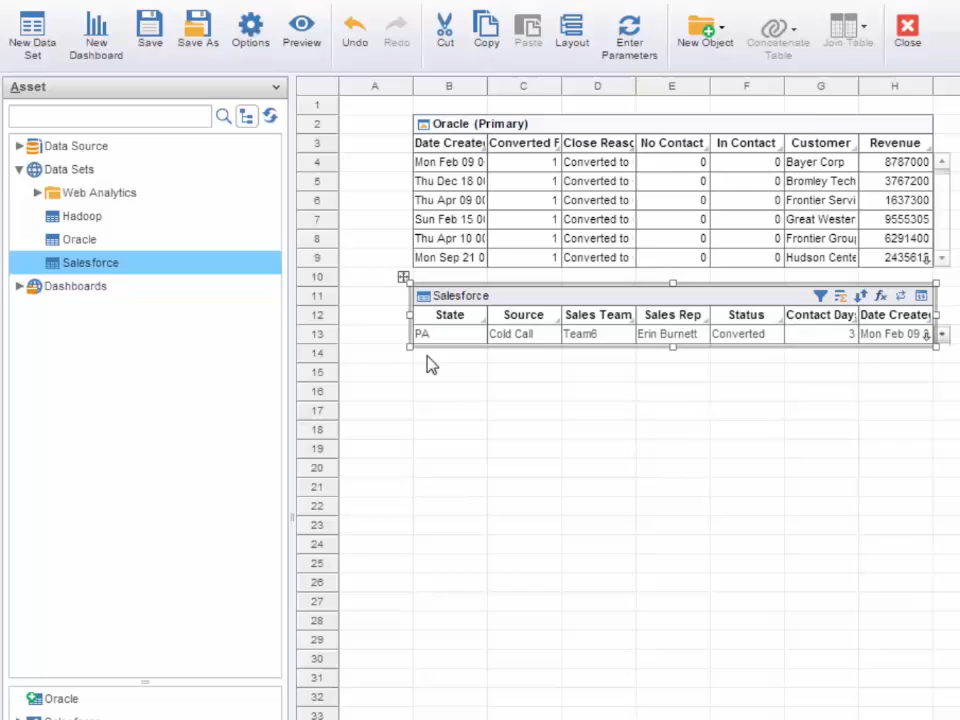 New Data Set
New Dashboard
Save
Save As
Options
Preview
Undo
Redo
Cut
Copy
Paste
Layout
Enter Parameters
New Object
Concatenate Table
Join Table
Close
Asset
Data Source
Data Sets
Web Analytics
Hadoop
Oracle
Salesforce
Dashboards
Oracle
A B C D E F G H
1
2 Oracle (Primary)
3 Date Create Converted F Close Reaso No Contact In Contact Customer Revenue
4 Mon Feb 09 0 1 Converted to 0 0 Bayer Corp 8787000
5 Thu Dec 18 0 1 Converted to 0 0 Bromley Tech 3767200
6 Thu Apr 09 0 1 Converted to 0 0 Frontier Servi 1637300
7 Sun Feb 15 0 1 Converted to 0 0 Great Wester 9555305
8 Thu Apr 10 0 1 Converted to 0 0 Frontier Group 6291400
9 Mon Sep 21 0 1 Converted to 0 0 Hudson Cente 2435615
10
11 Salesforce
12 State Source Sales Team Sales Rep Status Contact Day Date Create
13 PA Cold Call Team6 Erin Burnett Converted 3 Mon Feb 09
14
15
16
17
18
19
20
21
22
23
24
25
26
27
28
29
30
31
32
33